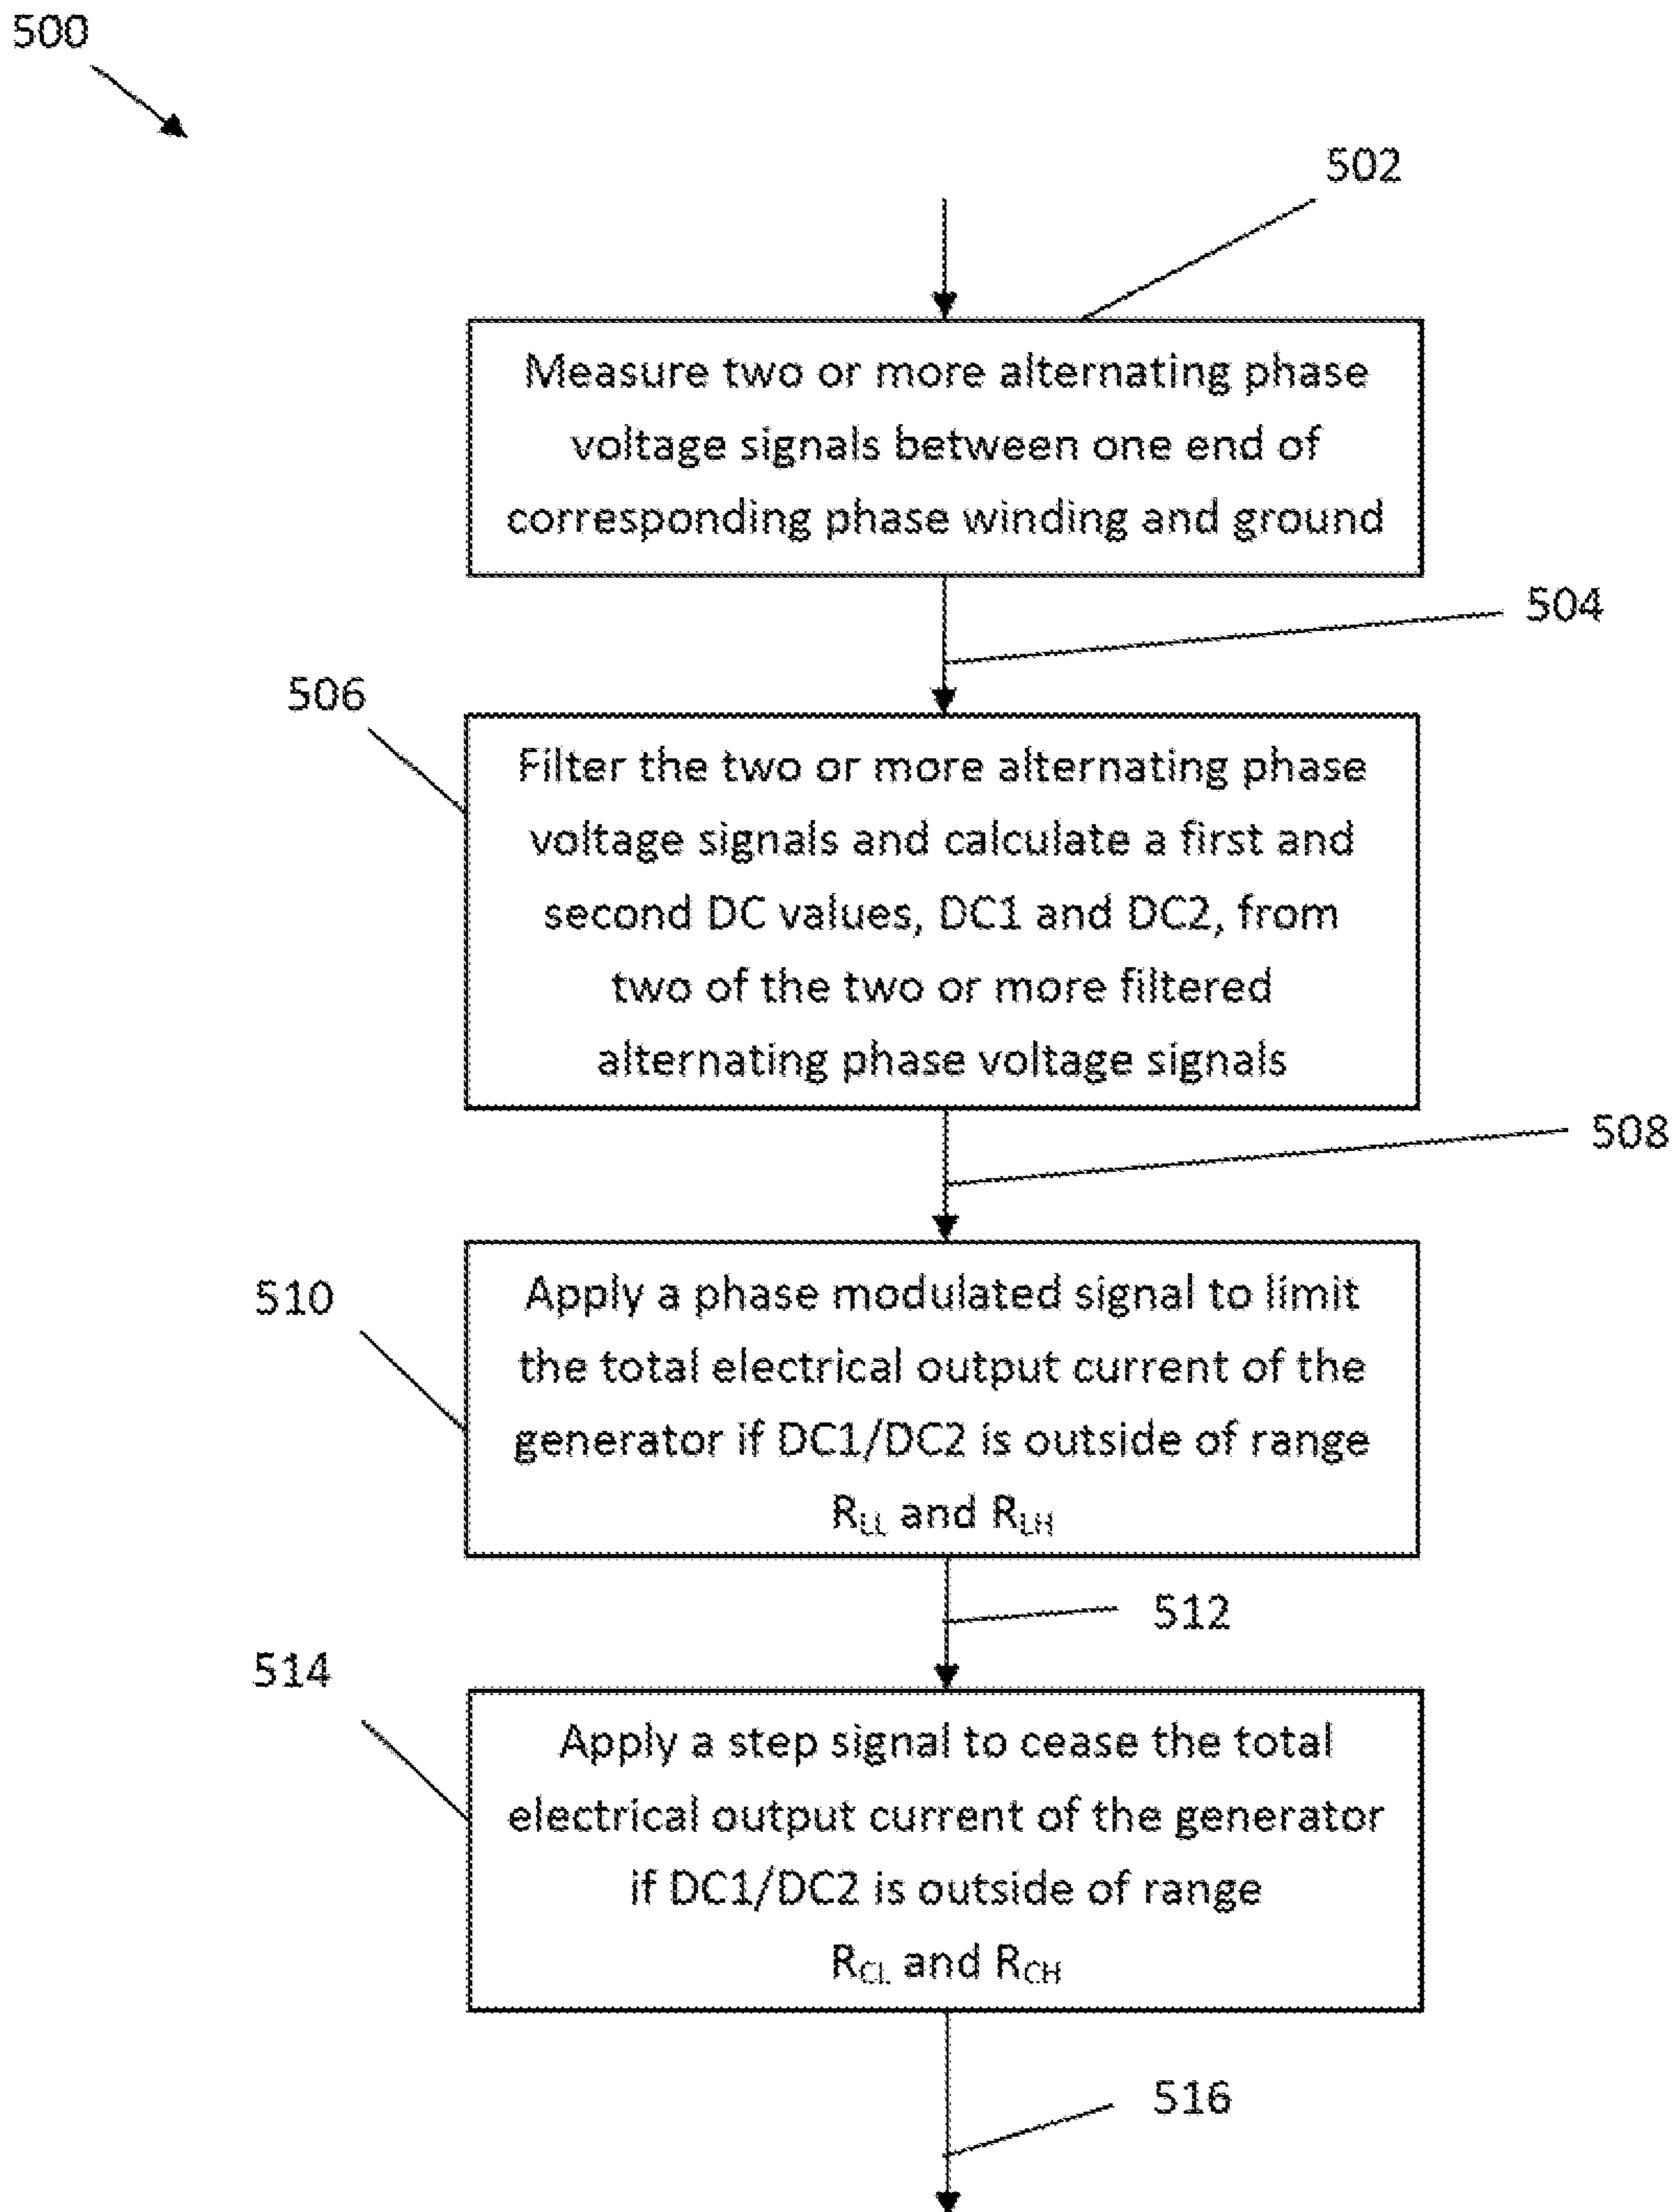 500
502
Measure two or more alternating phase
voltage signals between one end of
corresponding phase winding and ground
504
506
Filter the two or more alternating phase
voltage signals and calculate a first and
second DC values, DC1 and DC2, from
two of the two or more filtered
alternating phase voltage signals
508
510
Apply a phase modulated signal to limit
the total electrical output current of the
generator if DC1/DC2 is outside of range
R_LL and R_LH
512
514
Apply a step signal to cease the total
electrical output current of the generator
if DC1/DC2 is outside of range
R_CL and R_CH
516